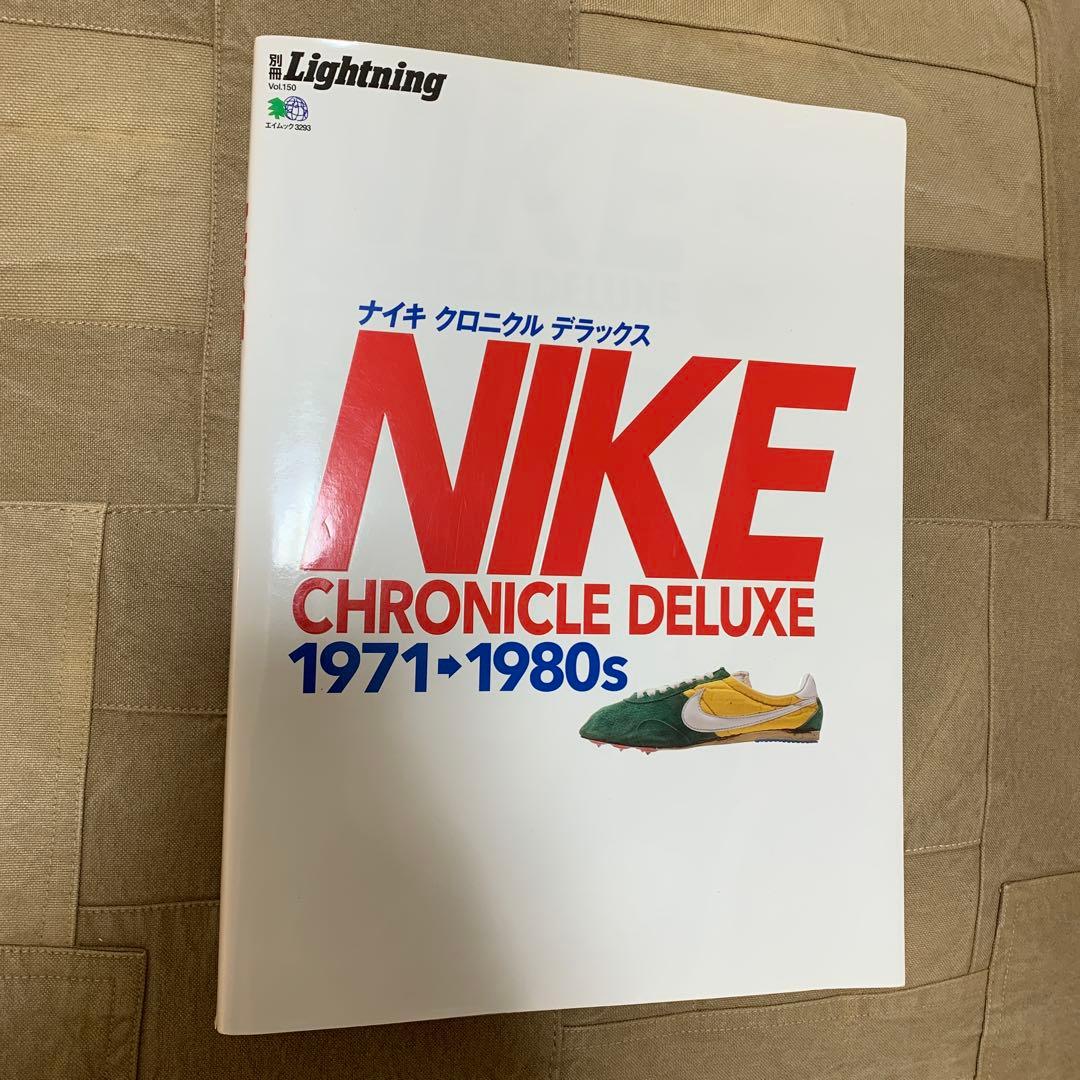 別冊 Lightning
Vol.150
エイムック 3293
ナイキ クロニクル デラックス
NIKE
CHRONICLE DELUXE
1971→1980s